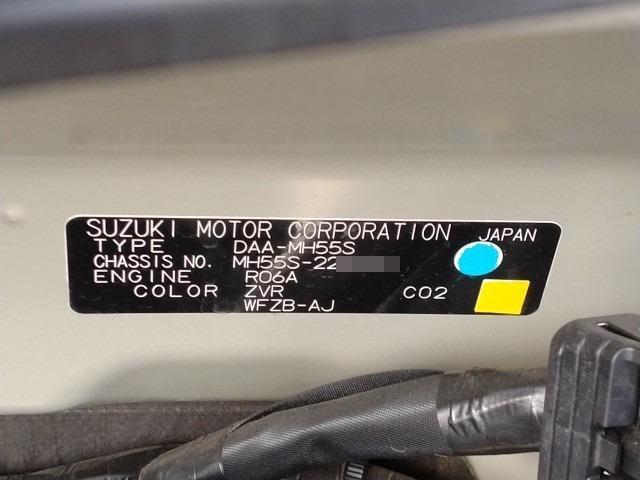 SUZUKI MOTOR CORPORATION JAPAN
TYPE DAA-MH55S
CHASSIS NO. MH55S-22
ENGINE R06A
COLOR ZVR C02
WFZB-AJ